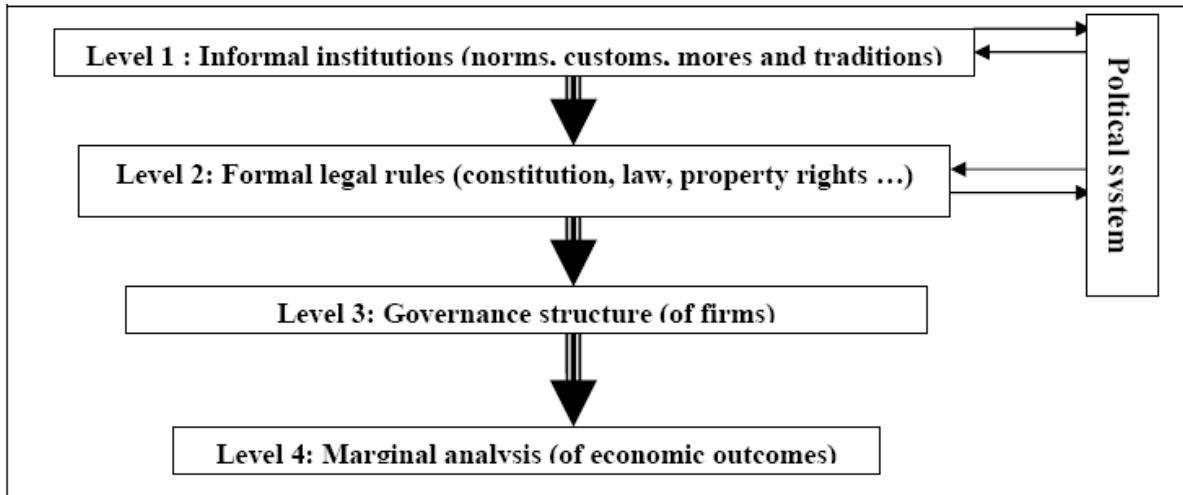 Level 1 : Informal institutions (norms, customs, mores and traditions)
Level 2: Formal legal rules (constitution, law, property rights …)
Level 3: Governance structure (of firms)
Level 4: Marginal analysis (of economic outcomes)
Poltical system